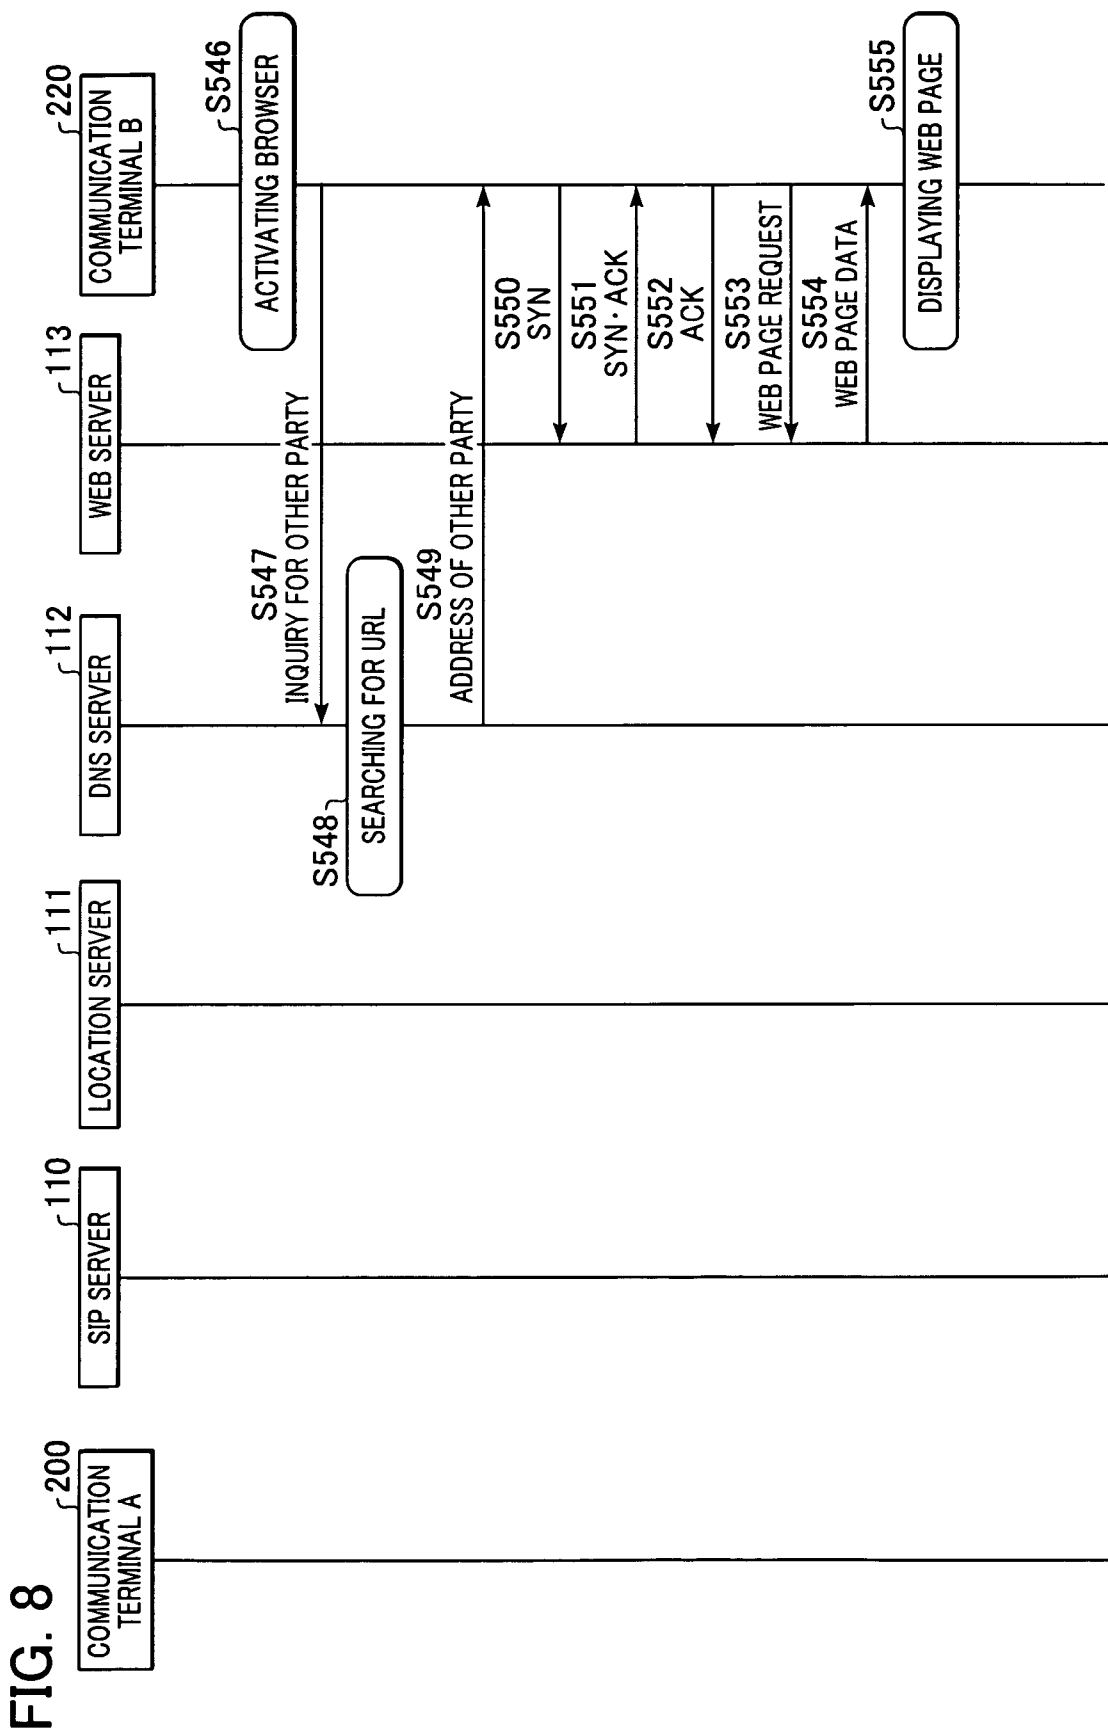 FIG. 8
200
COMMUNICATION
TERMINAL A
110
SIP SERVER
111
LOCATION SERVER
112
DNS SERVER
113
WEB SERVER
220
COMMUNICATION
TERMINAL B
S546
ACTIVATING BROWSER
S547
INQUIRY FOR OTHER PARTY
S548
SEARCHING FOR URL
S549
ADDRESS OF OTHER PARTY
S550
SYN
S551
SYN·ACK
S552
ACK
S553
WEB PAGE REQUEST
S554
WEB PAGE DATA
S555
DISPLAYING WEB PAGE